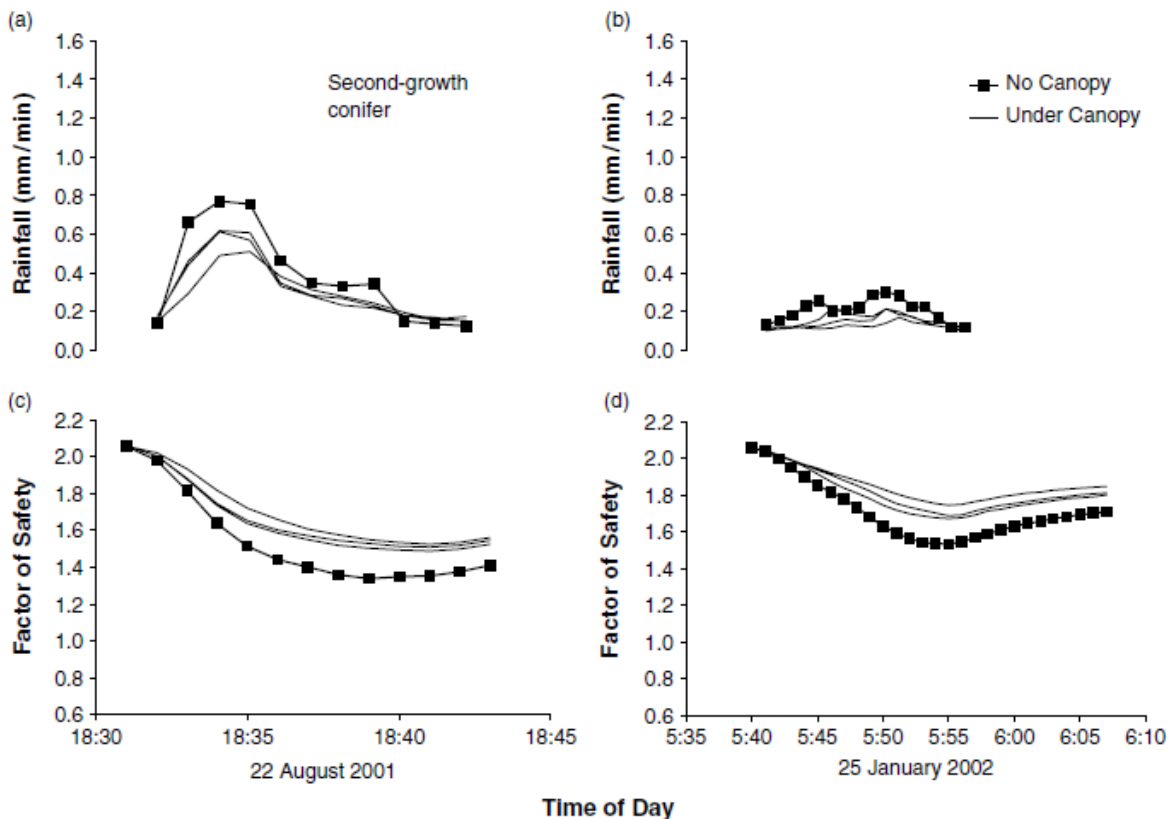 (a)
1.6
1.4
1.2
1.0
0.8
0.6
0.4
0.2
0.0
Rainfall (mm/min)
Second-growth
conifer
(b)
1.6
1.4
1.2
1.0
0.8
0.6
0.4
0.2
0.0
Rainfall (mm/min)
No Canopy
Under Canopy
(c)
2.2
2.0
1.8
1.6
1.4
1.2
1.0
0.8
0.6
Factor of Safety
18:30 18:35 18:40 18:45
22 August 2001
(d)
2.2
2.0
1.8
1.6
1.4
1.2
1.0
0.8
0.6
Factor of Safety
5:35 5:40 5:45 5:50 5:55 6:00 6:05 6:10
25 January 2002
Time of Day